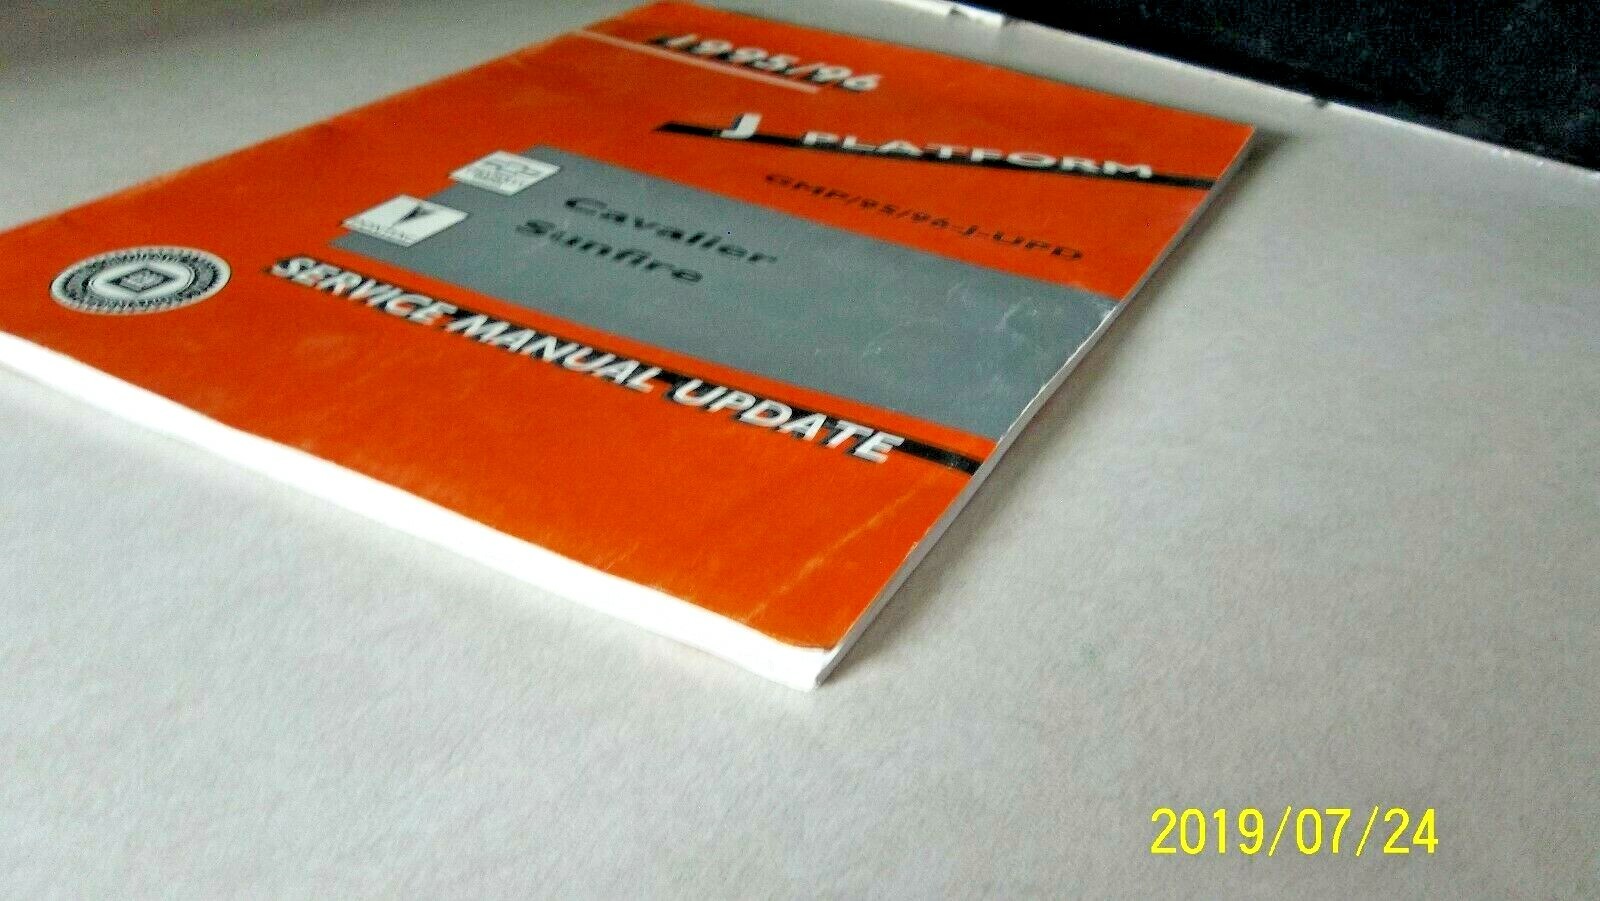 1995/96
J PLATFORM
GMP/95/96-J-UPD
Cavalier
Sunfire
SERVICE MANUAL UPDATE
2019/07/24